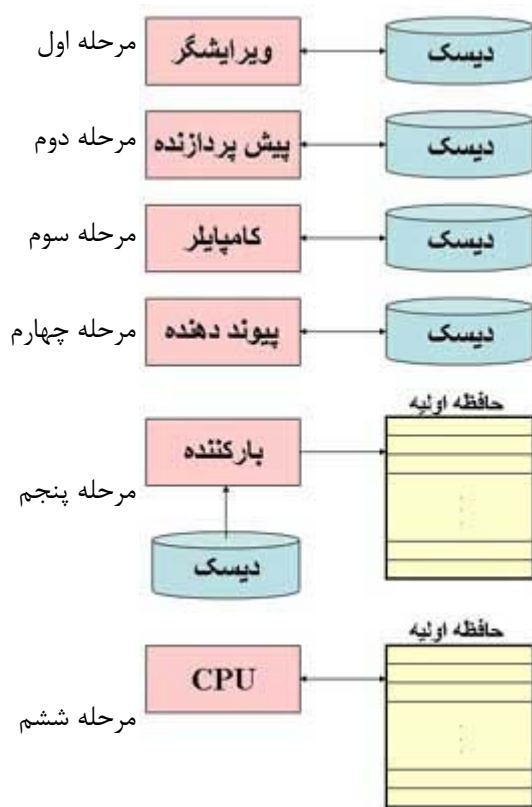 مرحله اول
ویرایشگر
دیسک
مرحله دوم
پیش پردازنده
دیسک
مرحله سوم
کامپایلر
دیسک
مرحله چهارم
پیوند دهنده
دیسک
مرحله پنجم
بارکننده
حافظه اولیه
دیسک
مرحله ششم
CPU
حافظه اولیه